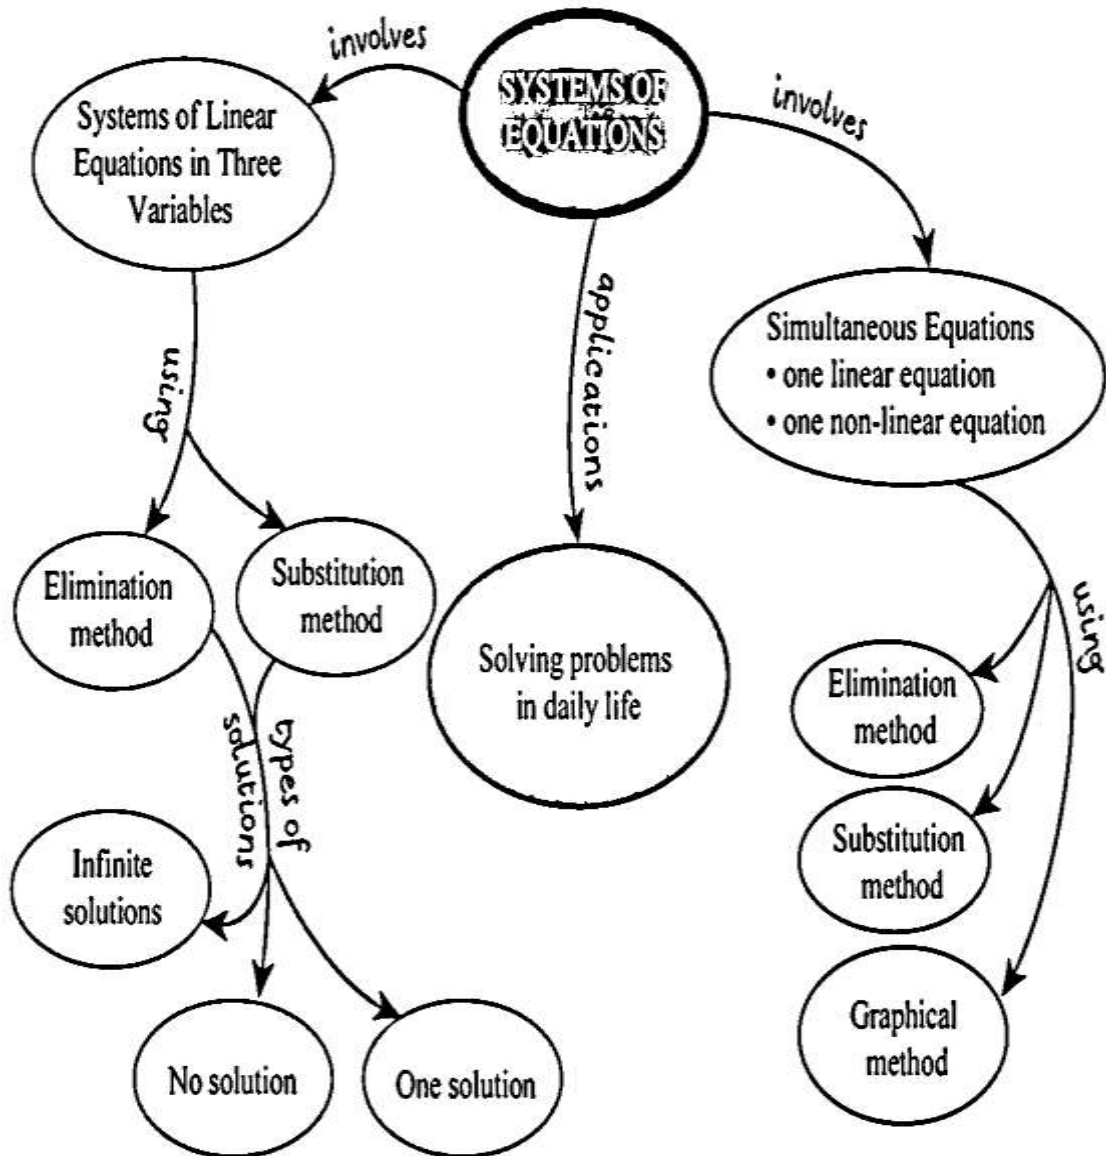 involves
SYSTEMS OF
EQUATIONS
involves
Systems of Linear
Equations in Three
Variables
applications
Simultaneous Equations
• one linear equation
• one non-linear equation
using
Elimination
method
Substitution
method
Solving problems
in daily life
using
Elimination
method
Substitution
method
Graphical
method
types of
solutions
Infinite
solutions
No solution
One solution